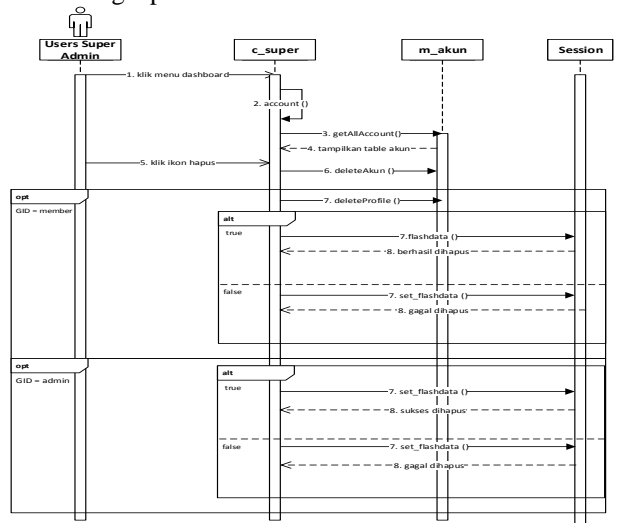 Users Super
Admin
c_super
m_akun
Session
1. klik menu dashboard
2. account ()
3. getAllAccount()
4. tampilkan table akun
5. klik ikon hapus
6. deleteAkun ()
opt
7. deleteProfile ()
GID = member
alt
true
7.flashdata ()
8. berhasil dihapus
false
7. set_flashdata ()
8. gagal dihapus
opt
GID = admin
alt
true
7. set_flashdata ()
8. sukses dihapus
false
7. set_flashdata ()
8. gagal dihapus